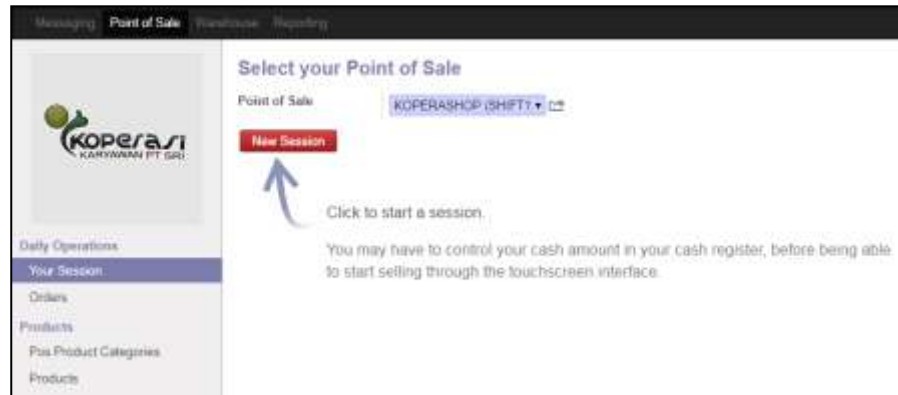 Messaging Point of Sale Warehouse Reporting
Koperasi
KARYAWAN PT SRI
Select your Point of Sale
Point of Sale
KOPERASHOP (SHIFT1
New Session
Click to start a session.
You may have to control your cash amount in your cash register, before being able
to start selling through the touchscreen interface.
Daily Operations
Your Session
Orders
Products
Pos Product Categories
Products